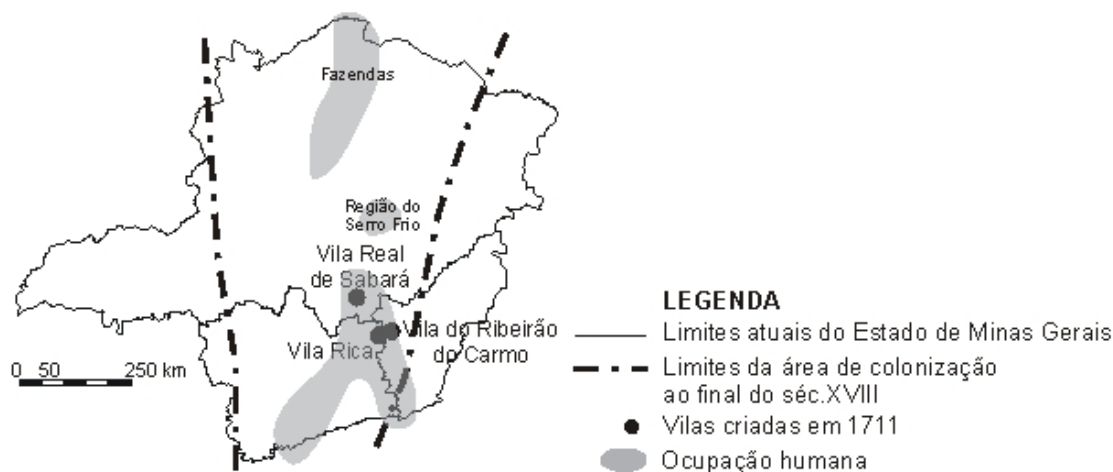 Fazendas
Região do
Serro Frio
Vila Real
de Sabará
Vila do Ribeirão
do Carmo
Vila Rica
0 50 250 km
LEGENDA
Limites atuais do Estado de Minas Gerais
Limites da área de colonização
ao final do séc.XVIII
Vilas criadas em 1711
Ocupação humana